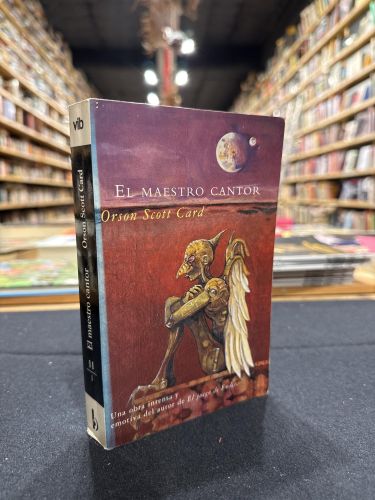 EL MAESTRO CANTOR
Orson Scott Card
Una obra intensa y
emotiva del autor de El juego de Ender
vib
El maestro cantor
Orson Scott Card
b